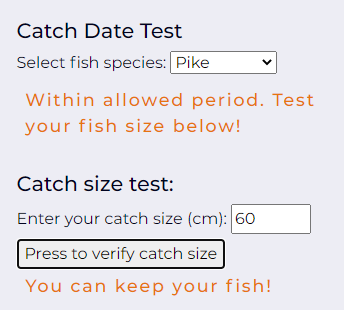 Catch Date Test
Select fish species: Pike
Within allowed period. Test
your fish size below!
Catch size test:
Enter your catch size (cm): 60
Press to verify catch size
You can keep your fish!